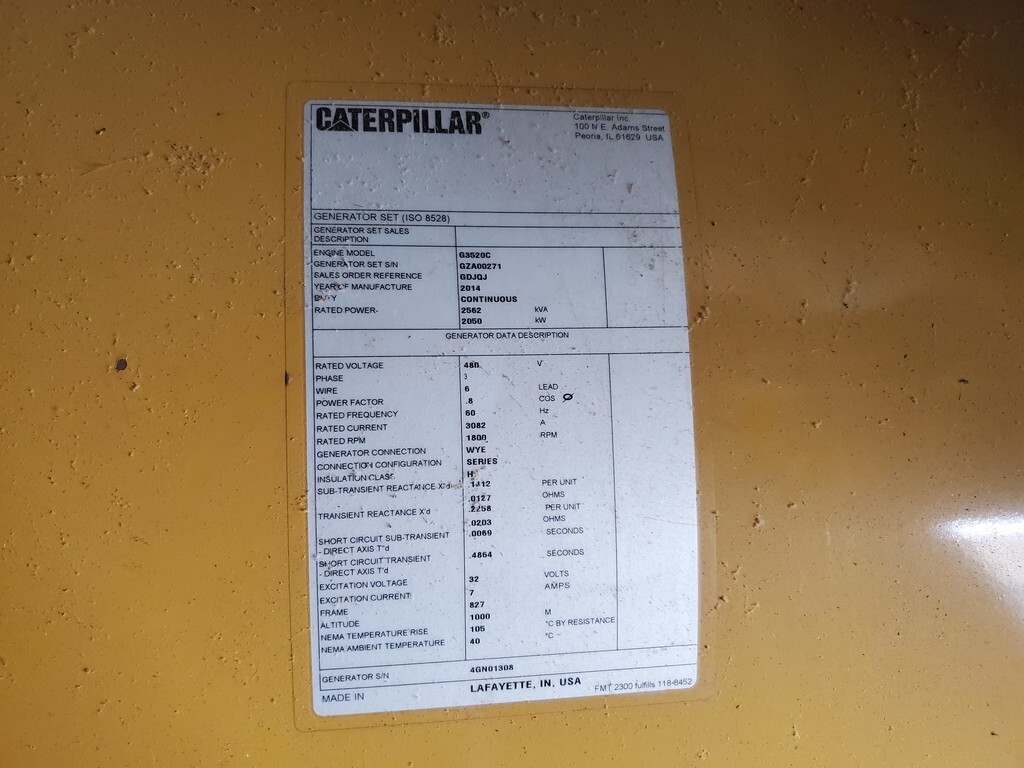 CATERPILLAR®
Caterpillar Inc.
100 N E. Adams Street
Peoria, IL 61629 USA
GENERATOR SET (ISO 8528)
GENERATOR SET SALES
DESCRIPTION
ENGINE MODEL G3520C
GENERATOR SET S/N GZA00271
SALES ORDER REFERENCE GDJQJ
YEAR OF MANUFACTURE 2014
DUTY CONTINUOUS
RATED POWER- 2562 kVA
2050 kW
GENERATOR DATA DESCRIPTION
RATED VOLTAGE 480 V
PHASE 3
WIRE 6 LEAD
POWER FACTOR .8 COS Ø
RATED FREQUENCY 60 Hz
RATED CURRENT 3082 A
RATED RPM 1800 RPM
GENERATOR CONNECTION WYE
CONNECTION CONFIGURATION SERIES
INSULATION CLASS H
SUB-TRANSIENT REACTANCE X"d .1412 PER UNIT
.0127 OHMS
TRANSIENT REACTANCE X'd .2258 PER UNIT
.0203 OHMS
SHORT CIRCUIT SUB-TRANSIENT .0069 SECONDS
- DIRECT AXIS T"d
SHORT CIRCUIT TRANSIENT .4864 SECONDS
- DIRECT AXIS T'd
EXCITATION VOLTAGE 32 VOLTS
EXCITATION CURRENT 7 AMPS
FRAME 827
ALTITUDE 1000 M
NEMA TEMPERATURE RISE 105 °C BY RESISTANCE
NEMA AMBIENT TEMPERATURE 40 °C
GENERATOR S/N 4GN01308
MADE IN LAFAYETTE, IN, USA FMT 2300 fulfills 118-8452